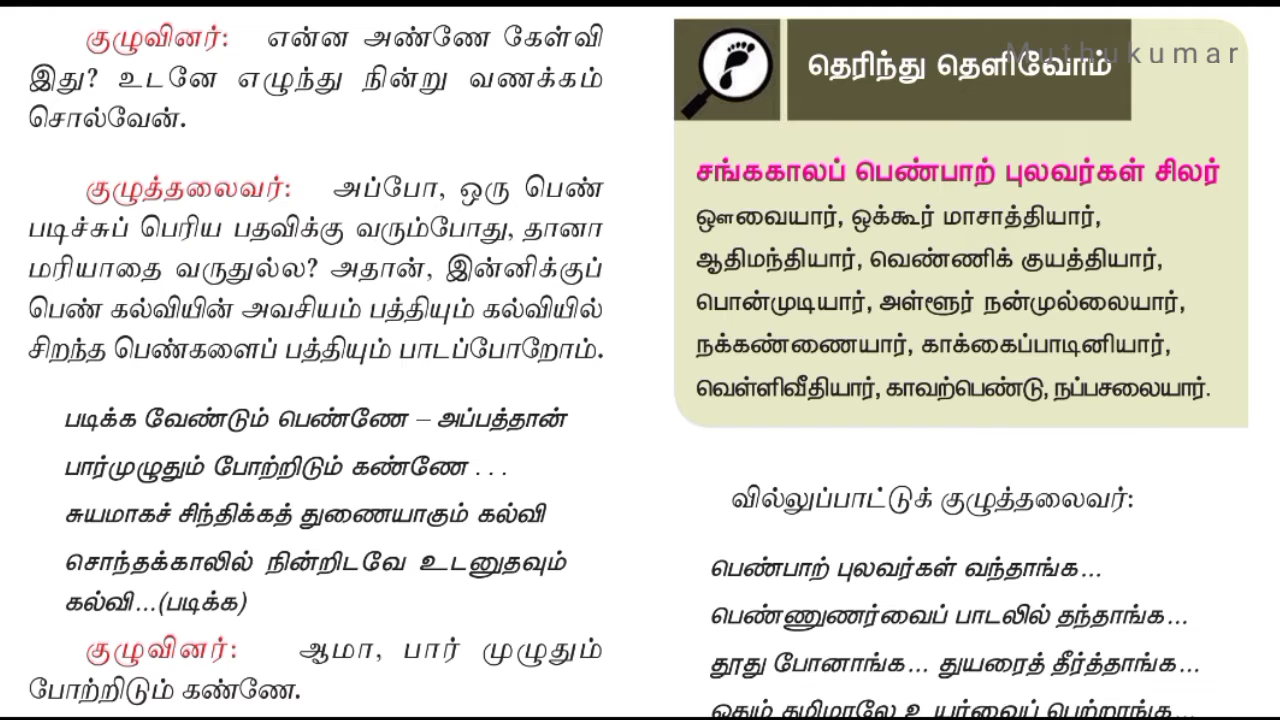 குழுவினர்: என்ன அண்ணே கேள்வி
இது? உடனே எழுந்து நின்று வணக்கம்
சொல்வேன்.
குழுத்தலைவர்: அப்போ, ஒரு பெண்
படிச்சுப் பெரிய பதவிக்கு வரும்போது, தானா
மரியாதை வருதுல்ல? அதான், இன்னிக்குப்
பெண் கல்வியின் அவசியம் பத்தியும் கல்வியில்
சிறந்த பெண்களைப் பத்தியும் பாடப்போறோம்.
படிக்க வேண்டும் பெண்ணே – அப்பத்தான்
பார்முழுதும் போற்றிடும் கண்ணே . . .
சுயமாகச் சிந்திக்கத் துணையாகும் கல்வி
சொந்தக்காலில் நின்றிடவே உடனுதவும்
கல்வி...(படிக்க)
குழுவினர்: ஆமா, பார் முழுதும்
போற்றிடும் கண்ணே.
Muthukumar
தெரிந்து தெளிவோம்
சங்ககாலப் பெண்பாற் புலவர்கள் சிலர்
ஔவையார், ஒக்கூர் மாசாத்தியார்,
ஆதிமந்தியார், வெண்ணிக் குயத்தியார்,
பொன்முடியார், அள்ளூர் நன்முல்லையார்,
நக்கண்ணையார், காக்கைப்பாடினியார்,
வெள்ளிவீதியார், காவற்பெண்டு, நப்பசலையார்.
வில்லுப்பாட்டுக் குழுத்தலைவர்:
பெண்பாற் புலவர்கள் வந்தாங்க...
பெண்ணுணர்வைப் பாடலில் தந்தாங்க...
தூது போனாங்க... துயரைத் தீர்த்தாங்க...
ஓதும் தமிழாலே உயர்வைப் பெற்றாங்க...